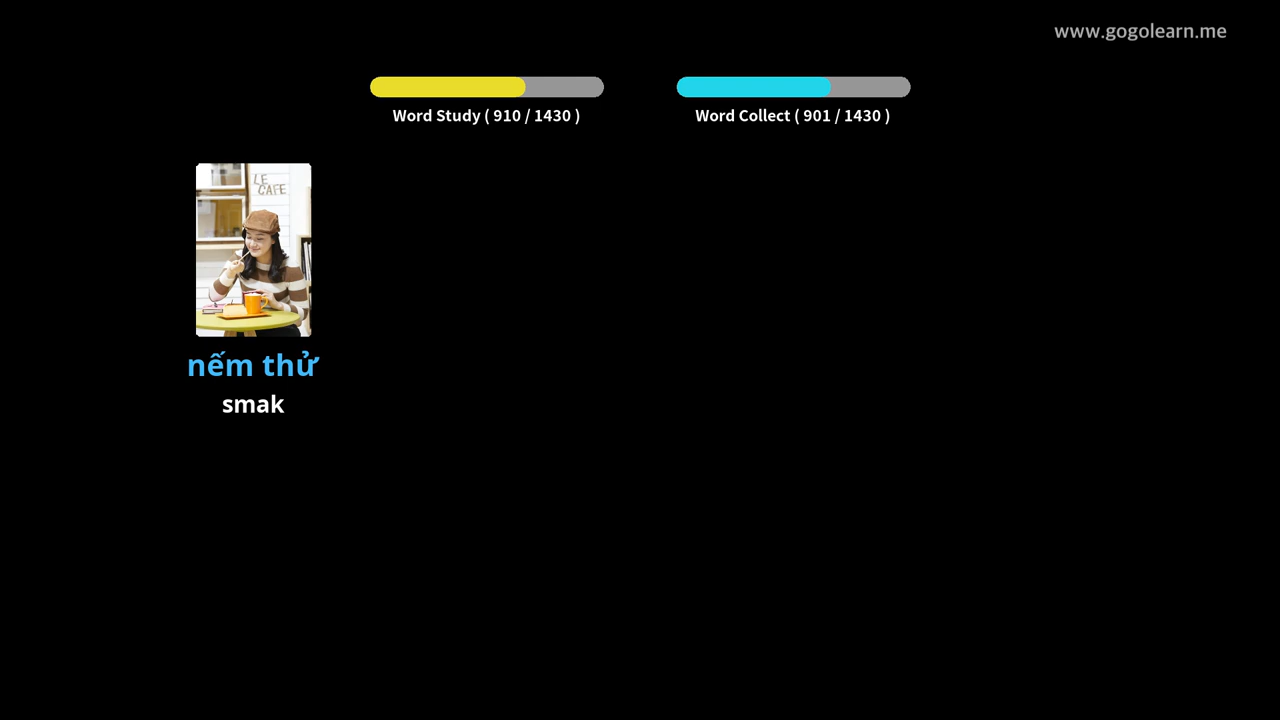 www.gogolearn.me
Word Study ( 910 / 1430 )
Word Collect ( 901 / 1430 )
LE
CAFE
nếm thử
smak